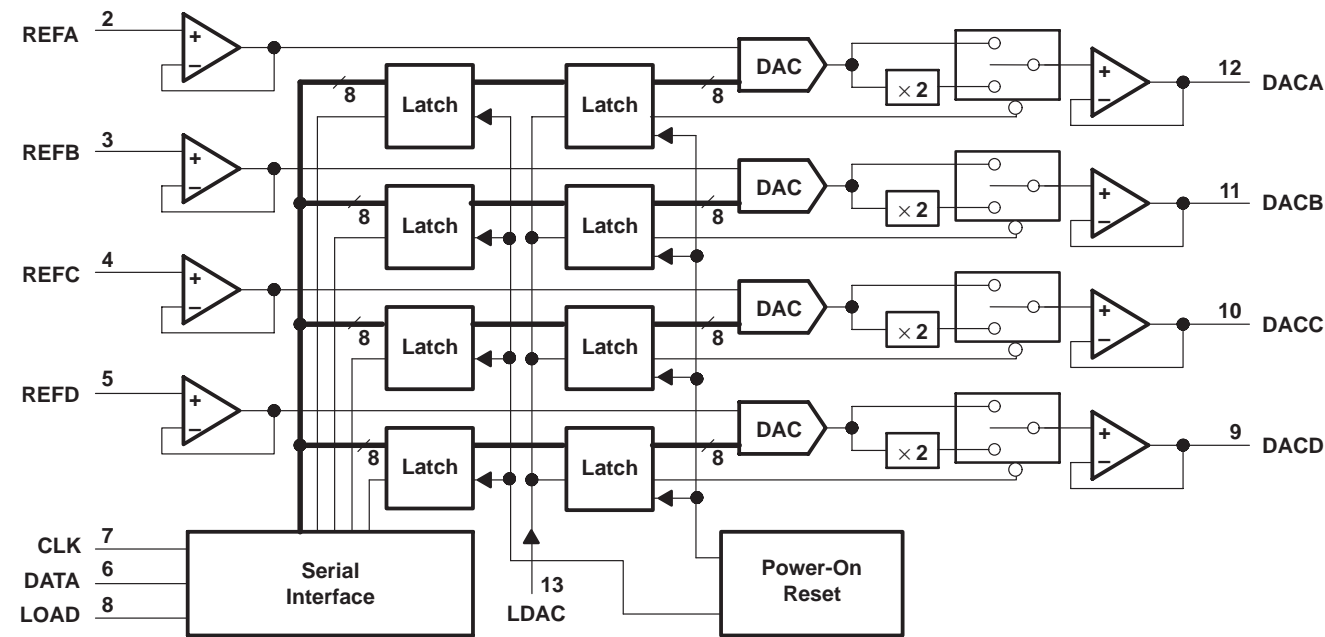 REFA 2
+
−
8
Latch
Latch
8
DAC
× 2
+
−
12 DACA
REFB 3
+
−
8
Latch
Latch
8
DAC
× 2
+
−
11 DACB
REFC 4
+
−
8
Latch
Latch
8
DAC
× 2
+
−
10 DACC
REFD 5
+
−
8
Latch
Latch
8
DAC
× 2
+
−
9 DACD
CLK 7
DATA 6
LOAD 8
Serial
Interface
13
LDAC
Power-On
Reset